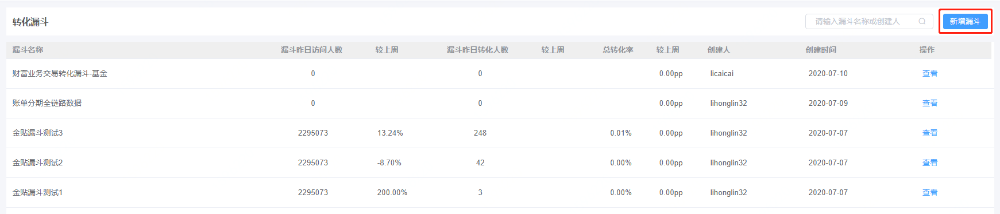 转化漏斗 请输入漏斗名称或创建人 新增漏斗
漏斗名称 漏斗昨日访问人数 较上周 漏斗昨日转化人数 较上周 总转化率 较上周 创建人 创建时间 操作
财富业务交易转化漏斗-基金 0 0 0.00pp licaicai 2020-07-10 查看
账单分期全链路数据 0 0 0.00pp lihonglin32 2020-07-09 查看
金贴漏斗测试3 2295073 13.24% 248 0.01% 0.00pp lihonglin32 2020-07-07 查看
金贴漏斗测试2 2295073 -8.70% 42 0.00% 0.00pp lihonglin32 2020-07-07 查看
金贴漏斗测试1 2295073 200.00% 3 0.00% 0.00pp lihonglin32 2020-07-07 查看